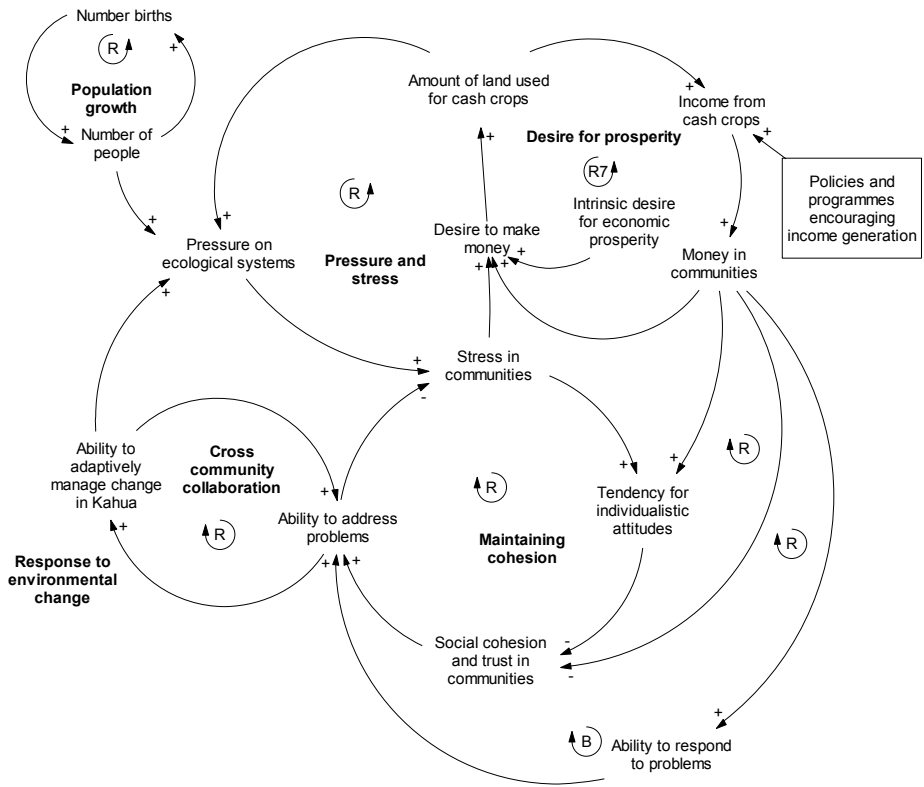 Number births
+
R
Population
growth
+
Number of
people
+
Amount of land used
for cash crops
+
Income from
cash crops
+
+
Desire for prosperity
R7
Policies and
programmes
encouraging
income generation
R
Intrinsic desire
for economic
prosperity
+
+
Pressure on
ecological systems
+
Pressure and
stress
Desire to make
money
+
+
+
+
Money in
communities
Stress in
communities
+
-
Ability to
adaptively
manage change
in Kahua
+
Cross
community
collaboration
R
Response to
environmental
change
+
Ability to address
problems
+
+
R
Maintaining
cohesion
+
+
Tendency for
individualistic
attitudes
R
R
Social cohesion
and trust in
communities
-
-
B
+
Ability to respond
to problems